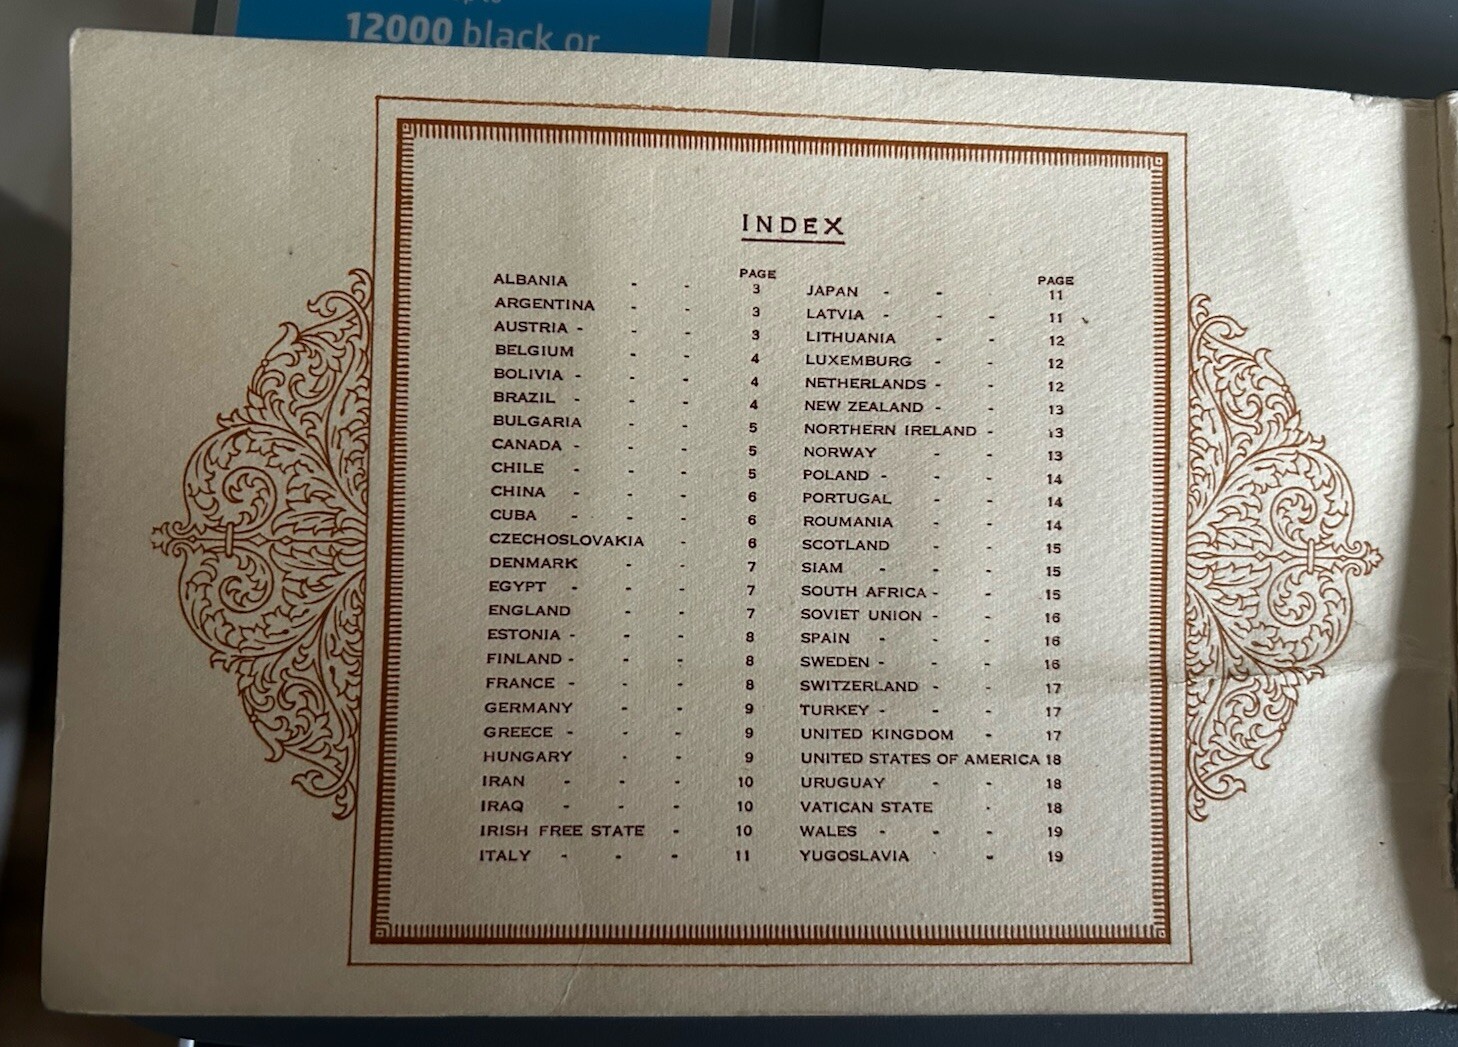 12000 black or
INDEX
PAGE
ALBANIA - - 3
ARGENTINA - - 3
AUSTRIA - - - 3
BELGIUM - - 4
BOLIVIA - - - 4
BRAZIL - - - 4
BULGARIA - - 5
CANADA - - - 5
CHILE - - - 5
CHINA - - - 6
CUBA - - - 6
CZECHOSLOVAKIA - 6
DENMARK - - 7
EGYPT - - - 7
ENGLAND - - 7
ESTONIA - - - 8
FINLAND - - - 8
FRANCE - - - 8
GERMANY - - 9
GREECE - - - 9
HUNGARY - - 9
IRAN - - - 10
IRAQ - - - 10
IRISH FREE STATE - 10
ITALY - - - 11
PAGE
JAPAN - - - 11
LATVIA - - - 11
LITHUANIA - - 12
LUXEMBURG - - 12
NETHERLANDS - - 12
NEW ZEALAND - - 13
NORTHERN IRELAND - 13
NORWAY - - 13
POLAND - - - 14
PORTUGAL - - 14
ROUMANIA - - 14
SCOTLAND - - 15
SIAM - - - 15
SOUTH AFRICA - - 15
SOVIET UNION - - 16
SPAIN - - - 16
SWEDEN - - - 16
SWITZERLAND - - 17
TURKEY - - - 17
UNITED KINGDOM - 17
UNITED STATES OF AMERICA 18
URUGUAY - - 18
VATICAN STATE - 18
WALES - - - 19
YUGOSLAVIA - - 19